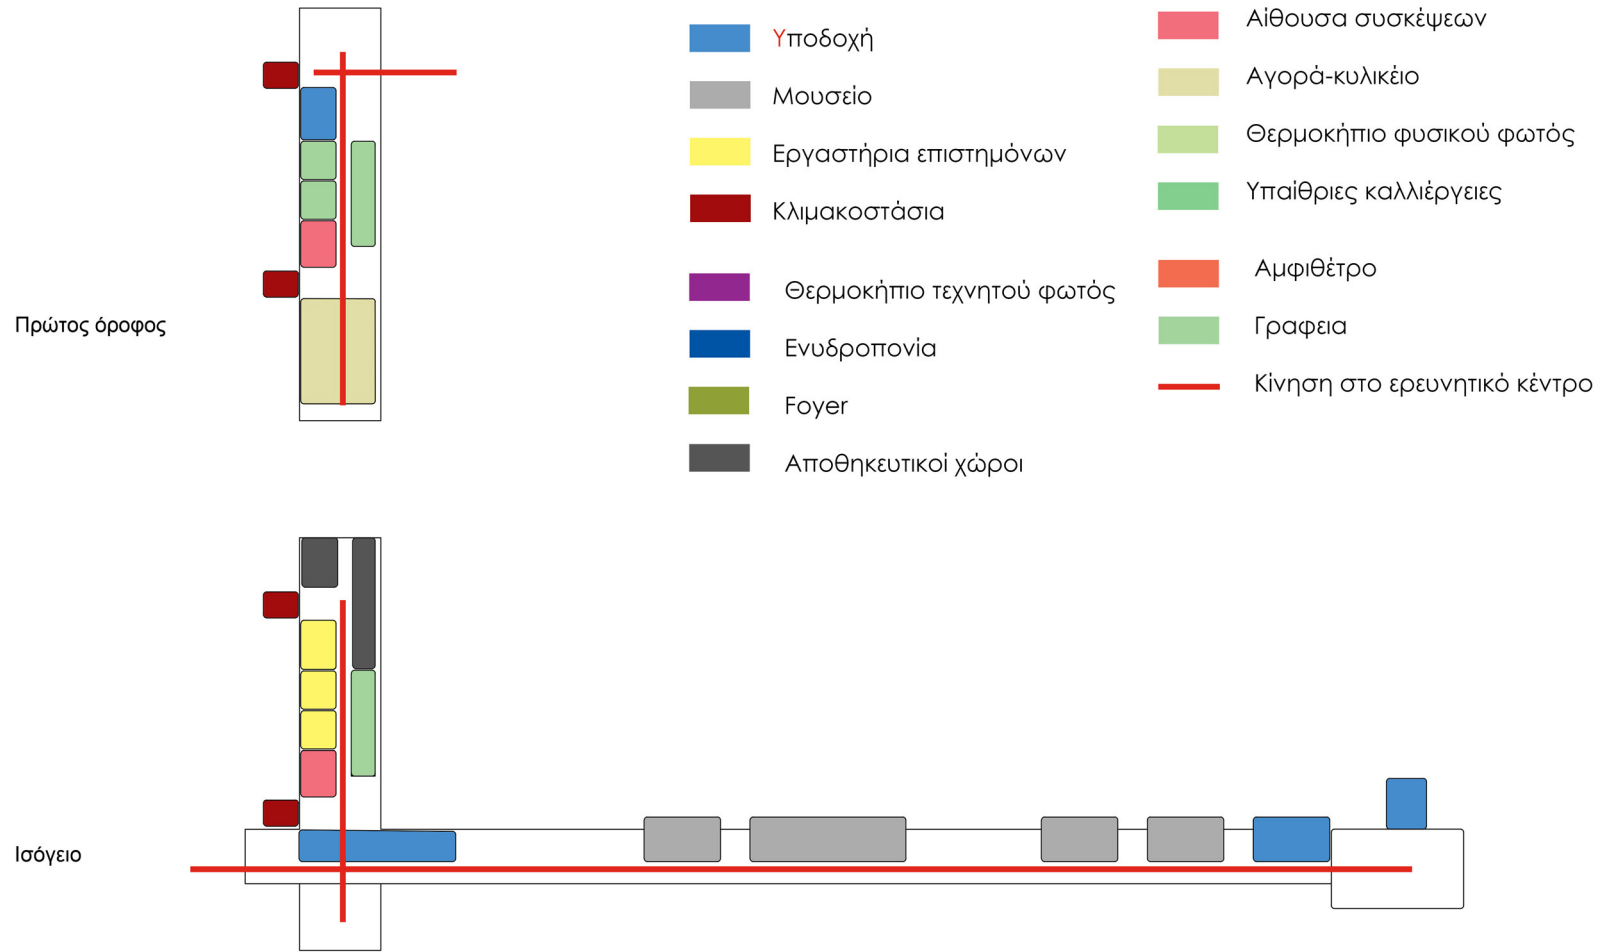 Υποδοχή
Μουσείο
Εργαστήρια επιστημόνων
Κλιμακοστάσια
Θερμοκήπιο τεχνητού φωτός
Ενυδροπονία
Foyer
Αποθηκευτικοί χώροι
Αίθουσα συσκέψεων
Αγορά-κυλικέιο
Θερμοκήπιο φυσικού φωτός
Υπαίθριες καλλιέργειες
Αμφιθέτρο
Γραφεια
Κίνηση στο ερευνητικό κέντρο
Πρώτος όροφος
Ισόγειο